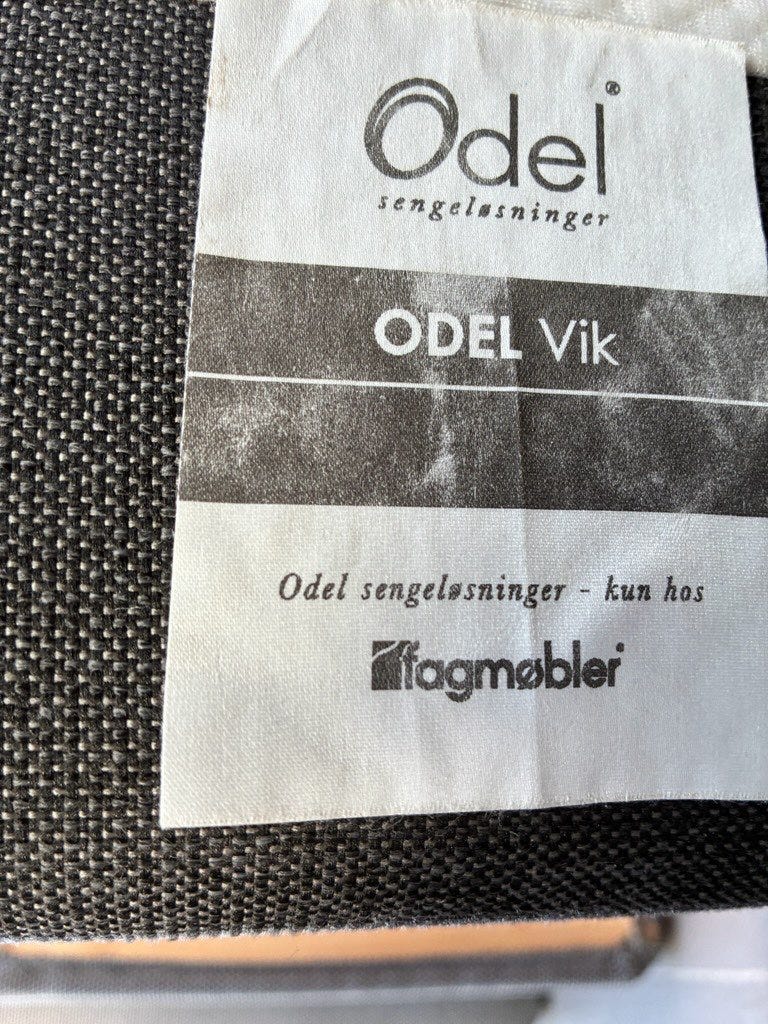 Odel®
sengeløsninger
ODEL Vik
Odel sengeløsninger - kun hos
fagmøbler